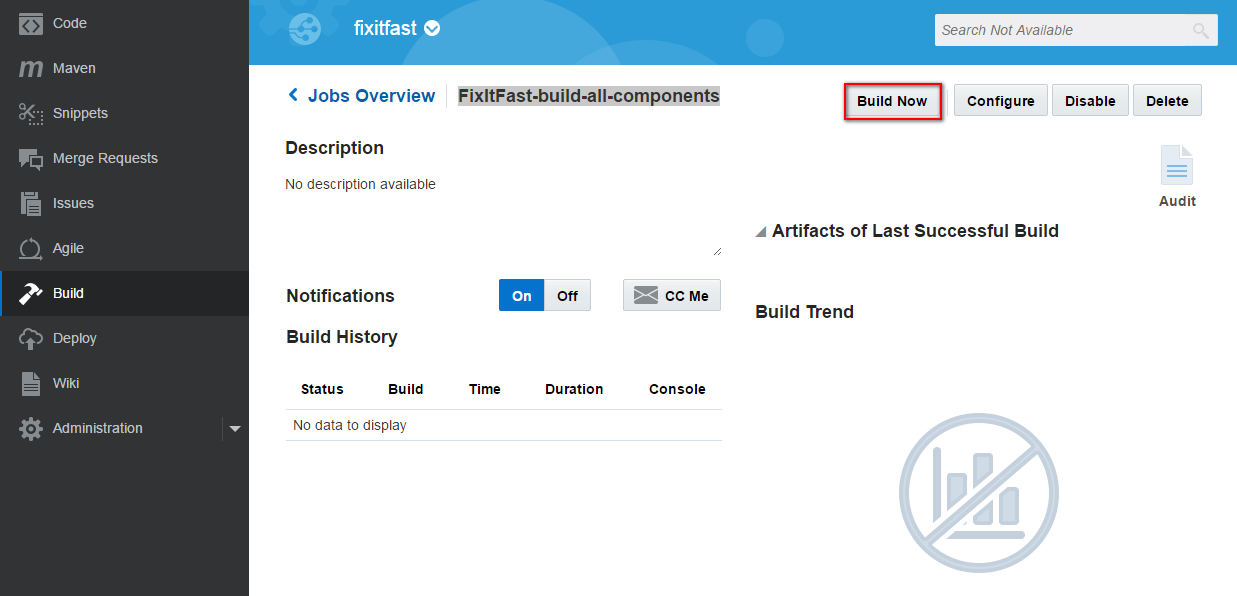 Code
Maven
Snippets
Merge Requests
Issues
Agile
Build
Deploy
Wiki
Administration
fixitfast
Search Not Available
Jobs Overview
FixItFast-build-all-components
Build Now
Configure
Disable
Delete
Description
No description available
Audit
Artifacts of Last Successful Build
Notifications
On
Off
CC Me
Build Trend
Build History
Status Build Time Duration Console
No data to display